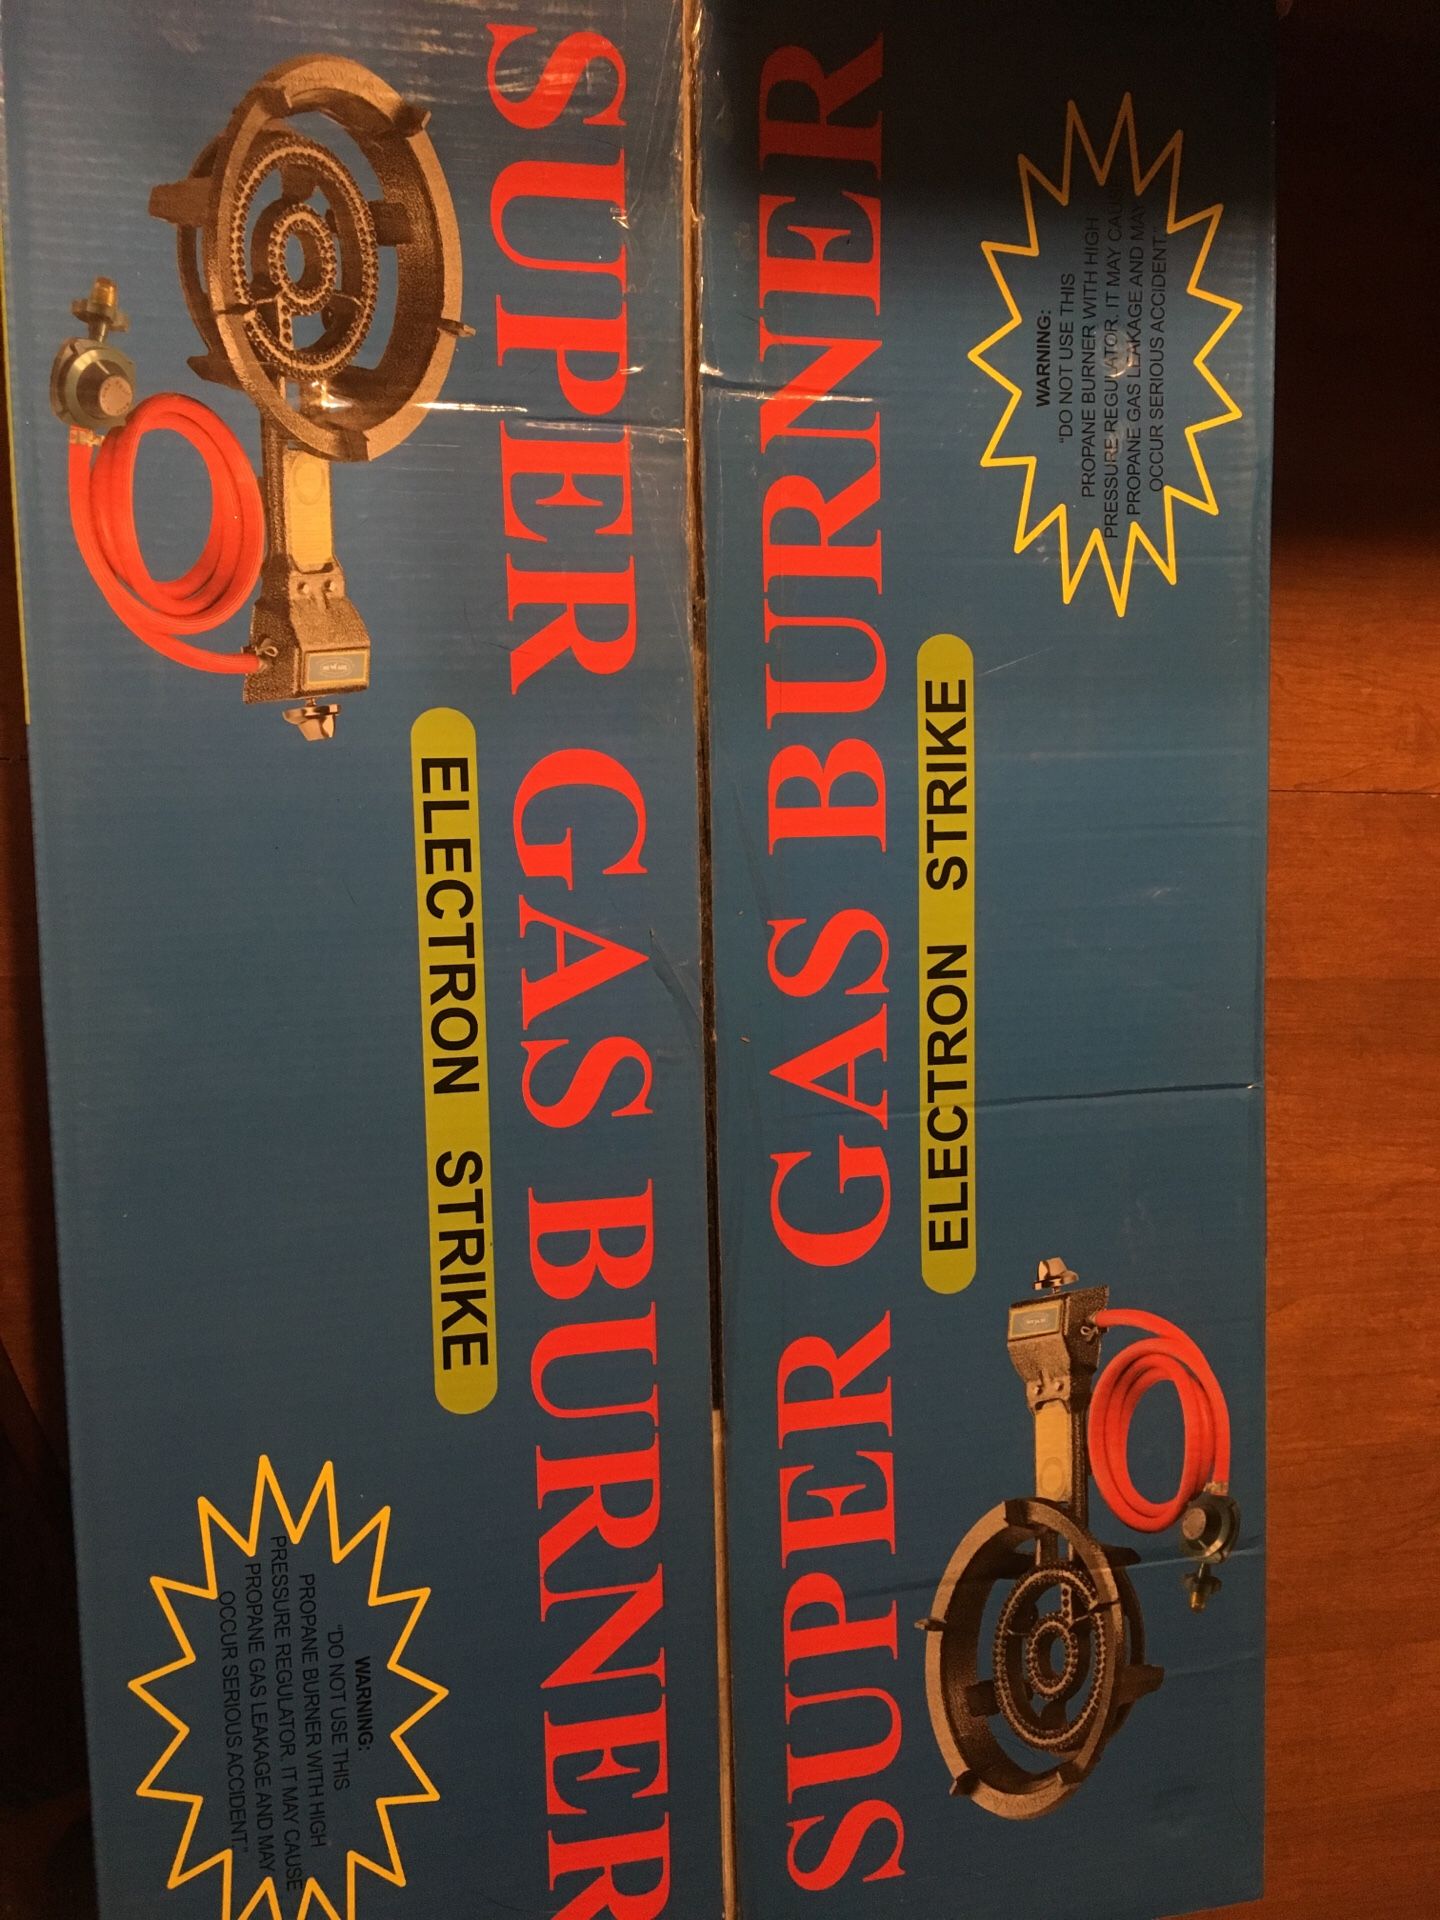 SUPER GAS BURNER
ELECTRON STRIKE
WARNING:
"DO NOT USE THIS
PROPANE BURNER WITH HIGH
PRESSURE REGULATOR. IT MAY CAUSE
PROPANE GAS LEAKAGE AND MAY
OCCUR SERIOUS ACCIDENT."
SUPER GAS BURNER
ELECTRON STRIKE
WARNING:
"DO NOT USE THIS
PROPANE BURNER WITH HIGH
PRESSURE REGULATOR. IT MAY CAUSE
PROPANE GAS LEAKAGE AND MAY
OCCUR SERIOUS ACCIDENT."